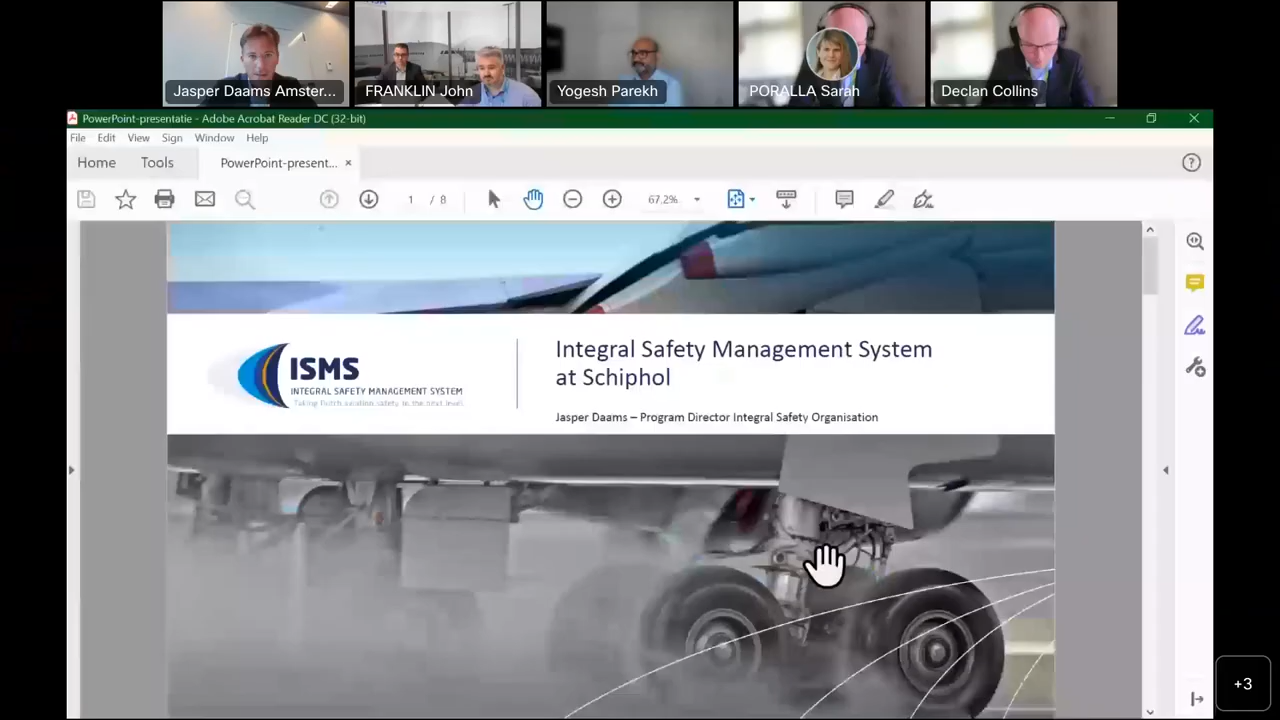 Jasper Daams Amster...
FRANKLIN John
Yogesh Parekh
PORALLA Sarah
Declan Collins
PowerPoint-presentatie - Adobe Acrobat Reader DC (32-bit)
File Edit View Sign Window Help
Home Tools PowerPoint-present... ×
1 / 8 67,2%
ISMS
INTEGRAL SAFETY MANAGEMENT SYSTEM
Taking Dutch aviation safety to the next level
Integral Safety Management System
at Schiphol
Jasper Daams – Program Director Integral Safety Organisation
+3